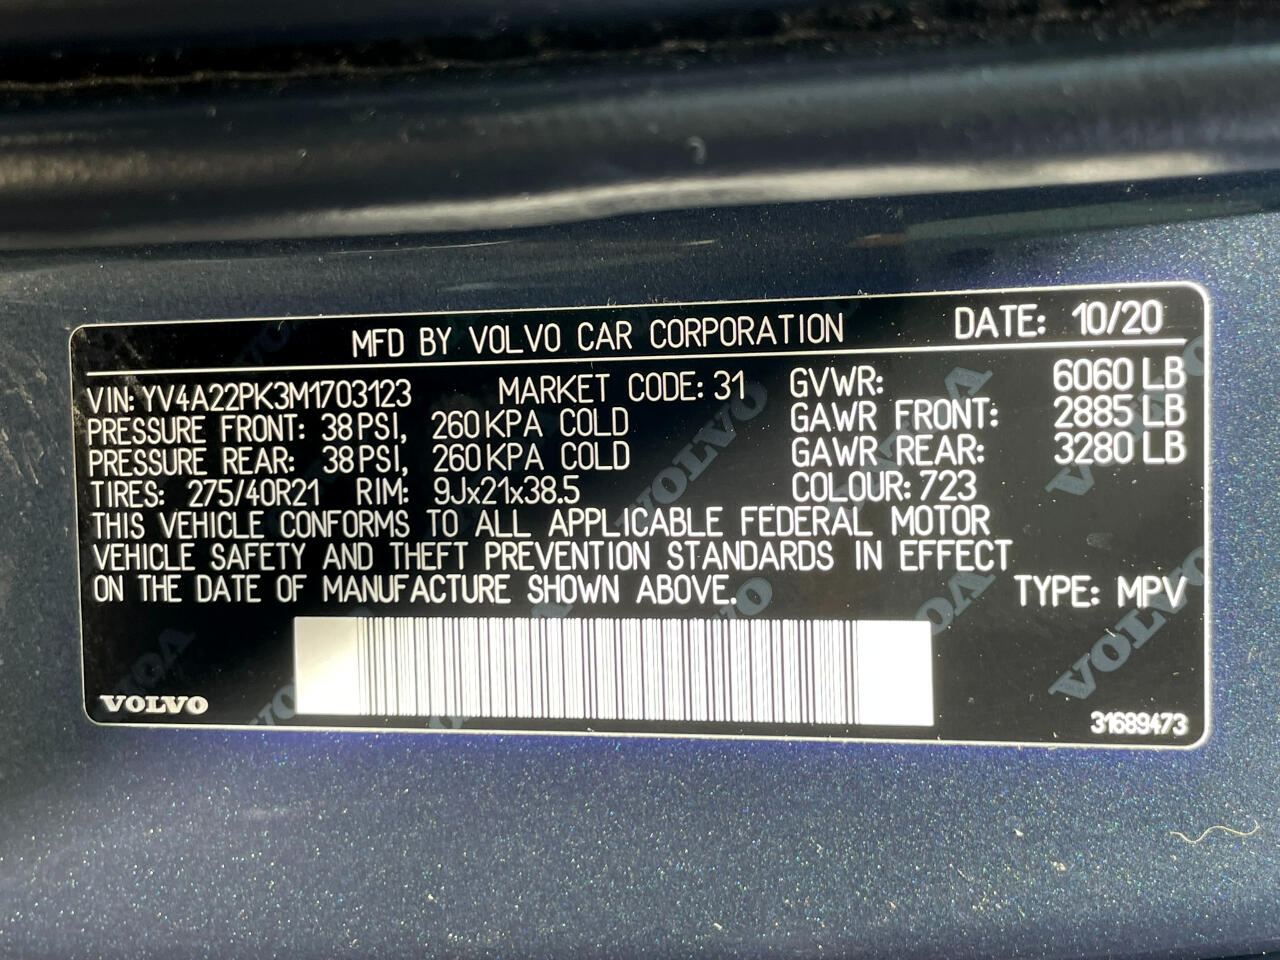 MFD BY VOLVO CAR CORPORATION DATE: 10/20
VIN: YV4A22PK3M1703123 MARKET CODE: 31 GVWR: 6060 LB
PRESSURE FRONT: 38 PSI, 260 KPA COLD GAWR FRONT: 2885 LB
PRESSURE REAR: 38 PSI, 260 KPA COLD GAWR REAR: 3280 LB
TIRES: 275/40R21 RIM: 9Jx21x38.5 COLOUR: 723
THIS VEHICLE CONFORMS TO ALL APPLICABLE FEDERAL MOTOR
VEHICLE SAFETY AND THEFT PREVENTION STANDARDS IN EFFECT
ON THE DATE OF MANUFACTURE SHOWN ABOVE. TYPE: MPV
VOLVO
31689473